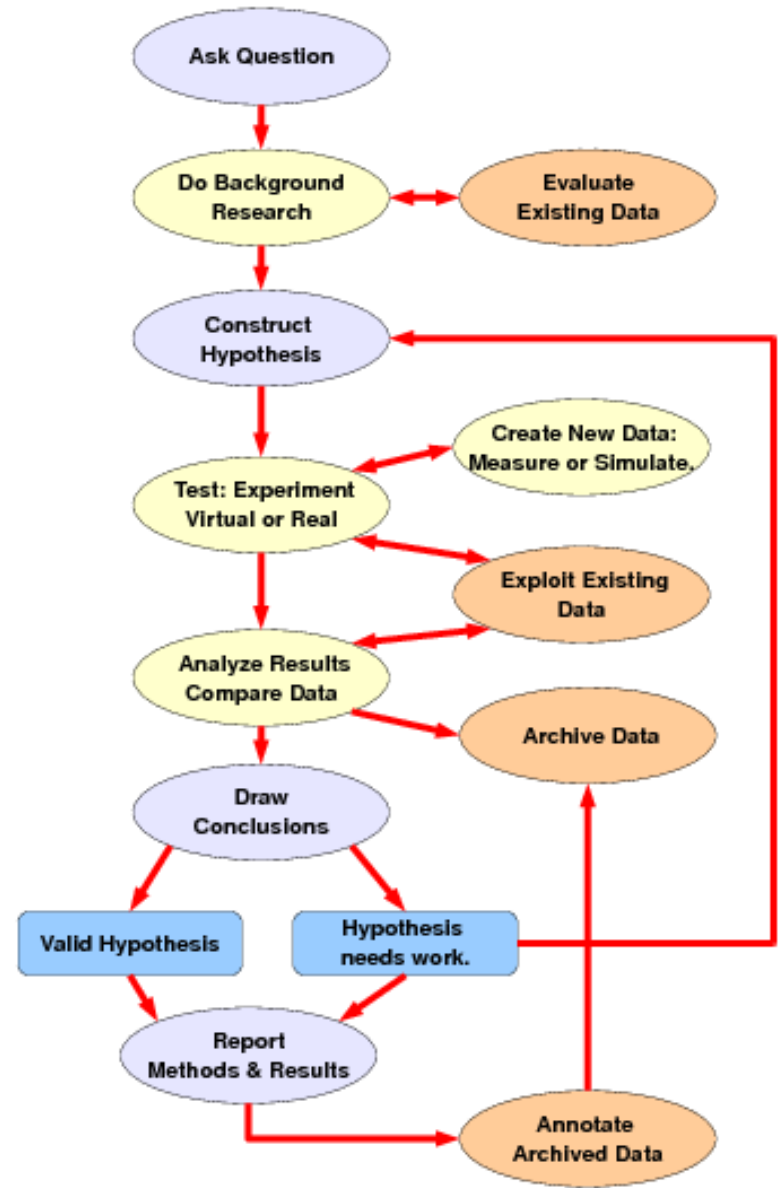 Ask Question
Do Background
Research
Evaluate
Existing Data
Construct
Hypothesis
Create New Data:
Measure or Simulate.
Test: Experiment
Virtual or Real
Exploit Existing
Data
Analyze Results
Compare Data
Archive Data
Draw
Conclusions
Valid Hypothesis
Hypothesis
needs work.
Report
Methods & Results
Annotate
Archived Data